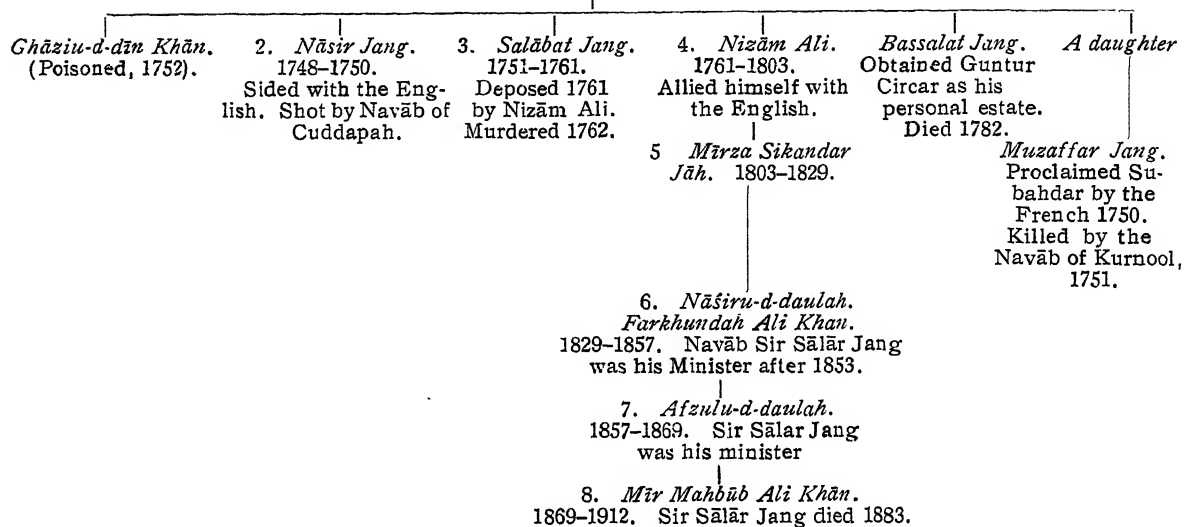 Ghāziu-d-dīn Khān.
(Poisoned, 1752).
2. Nāsir Jang.
1748–1750.
Sided with the Eng-
lish. Shot by Navāb of
Cuddapah.
3. Salābat Jang.
1751–1761.
Deposed 1761
by Nizām Ali.
Murdered 1762.
4. Nizām Ali.
1761–1803.
Allied himself with
the English.
5 Mīrza Sikandar
Jāh. 1803–1829.
Bassalat Jang.
Obtained Guntur
Circar as his
personal estate.
Died 1782.
A daughter
Muzaffar Jang.
Proclaimed Su-
bahdar by the
French 1750.
Killed by the
Navāb of Kurnool,
1751.
6. Nāśiru-d-daulah.
Farkhundah Ali Khan.
1829–1857. Navāb Sir Sālār Jang
was his Minister after 1853.
7. Afzulu-d-daulah.
1857–1869. Sir Sālar Jang
was his minister
8. Mīr Mahbūb Ali Khān.
1869–1912. Sir Sālār Jang died 1883.